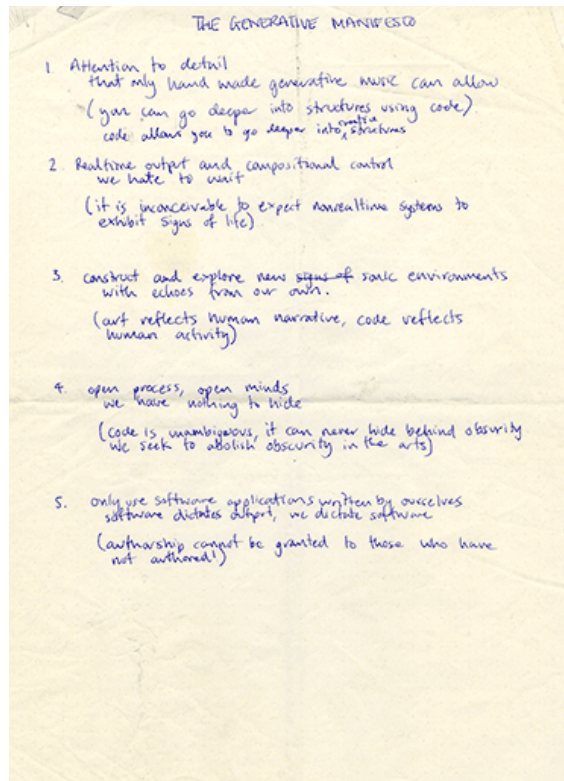 THE GENERATIVE MANIFESTO
1. Attention to detail
that only hand made generative music can allow
(you can go deeper into structures using code)
code allows you to go deeper into creative structures
2. Realtime output and compositional control
we hate to wait
(it is inconceivable to expect nonrealtime systems to
exhibit signs of life)
3. construct and explore new signs of sonic environments
with echoes from our own.
(art reflects human narrative, code reflects
human activity)
4. open process, open minds
we have nothing to hide
(code is unambiguous, it can never hide behind obsurity
we seek to abolish obscurity in the arts)
5. only use software applications written by ourselves
software dictates output, we dictate software
(authorship cannot be granted to those who have
not authored!)